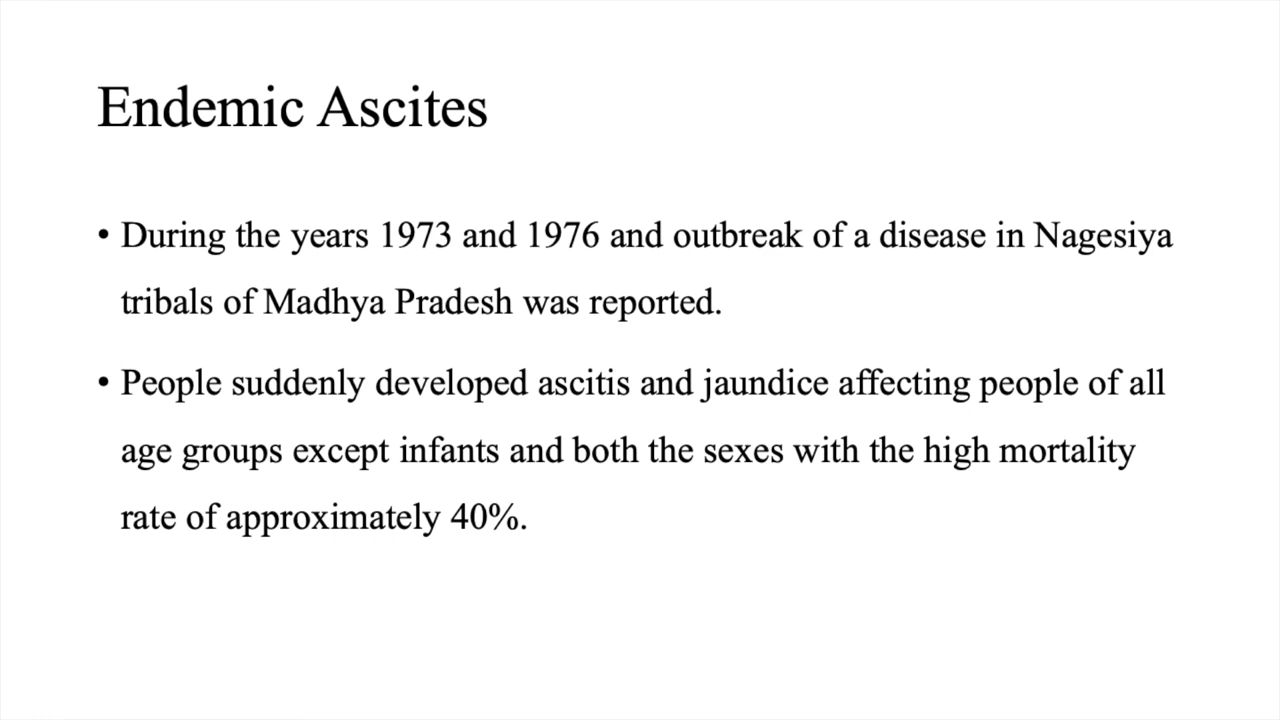 Endemic Ascites
• During the years 1973 and 1976 and outbreak of a disease in Nagesiya
tribals of Madhya Pradesh was reported.
• People suddenly developed ascitis and jaundice affecting people of all
age groups except infants and both the sexes with the high mortality
rate of approximately 40%.